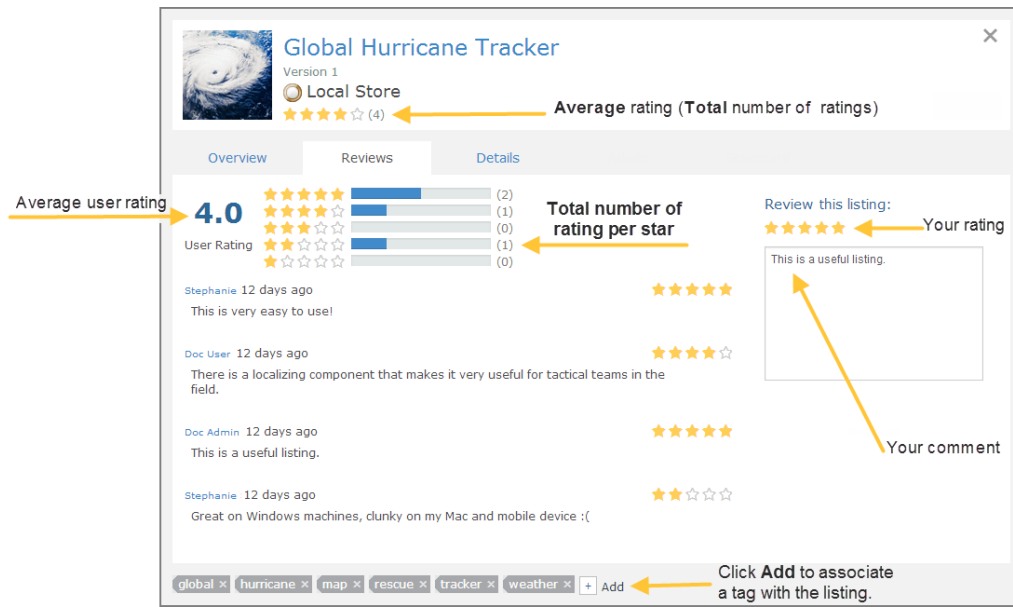 Global Hurricane Tracker
Version 1
Local Store
(4)
Average rating (Total number of ratings)
Overview
Reviews
Details
Average user rating
4.0
User Rating
(2)
(1)
(0)
(1)
(0)
Total number of
rating per star
Review this listing:
Your rating
This is a useful listing.
Your comment
Stephanie 12 days ago
This is very easy to use!
Doc User 12 days ago
There is a localizing component that makes it very useful for tactical teams in the
field.
Doc Admin 12 days ago
This is a useful listing.
Stephanie 12 days ago
Great on Windows machines, clunky on my Mac and mobile device :(
global × hurricane × map × rescue × tracker × weather × + Add
Click Add to associate
a tag with the listing.